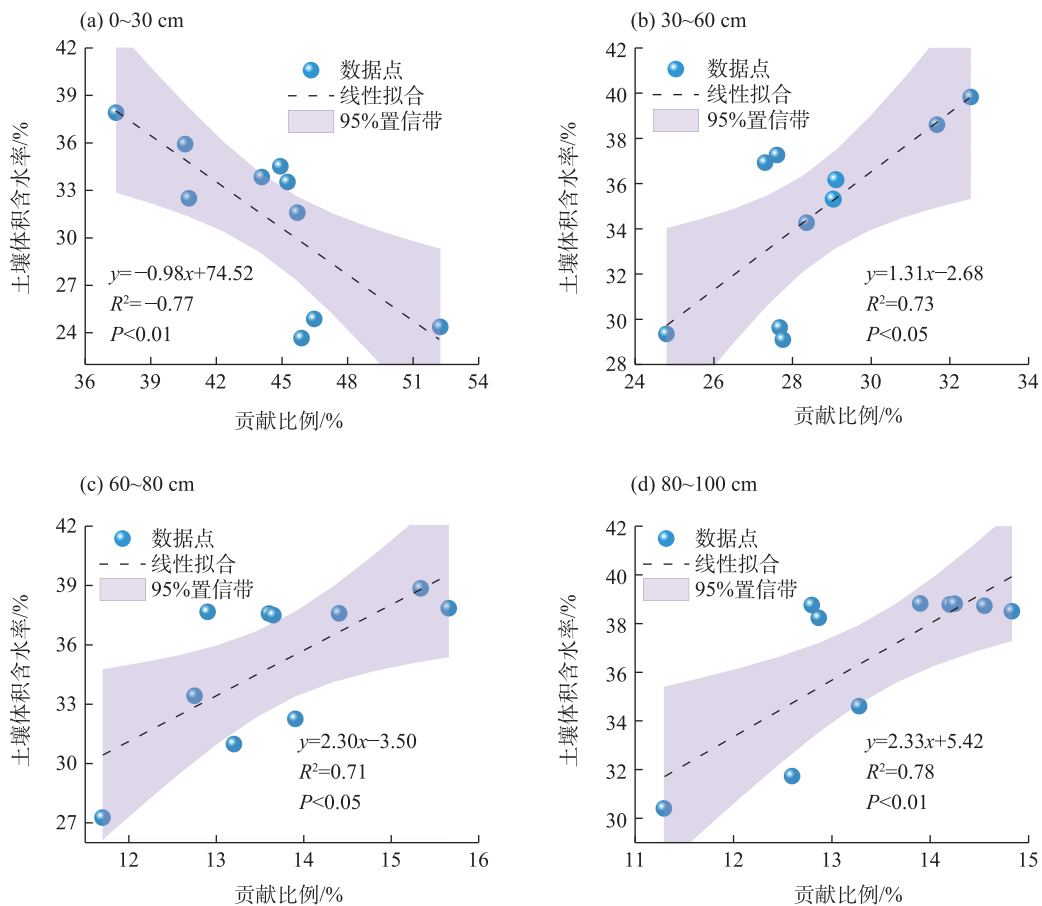 (a) 0~30 cm
42
39
36
33
30
27
24
土壤体积含水率/%
数据点
线性拟合
95%置信带
y=−0.98x+74.52
R²=−0.77
P<0.01
36 39 42 45 48 51 54
贡献比例/%
(b) 30~60 cm
42
40
38
36
34
32
30
28
土壤体积含水率/%
数据点
线性拟合
95%置信带
y=1.31x−2.68
R²=0.73
P<0.05
24 26 28 30 32 34
贡献比例/%
(c) 60~80 cm
42
39
36
33
30
27
土壤体积含水率/%
数据点
线性拟合
95%置信带
y=2.30x−3.50
R²=0.71
P<0.05
12 13 14 15 16
贡献比例/%
(d) 80~100 cm
42
40
38
36
34
32
30
土壤体积含水率/%
数据点
线性拟合
95%置信带
y=2.33x+5.42
R²=0.78
P<0.01
11 12 13 14 15
贡献比例/%